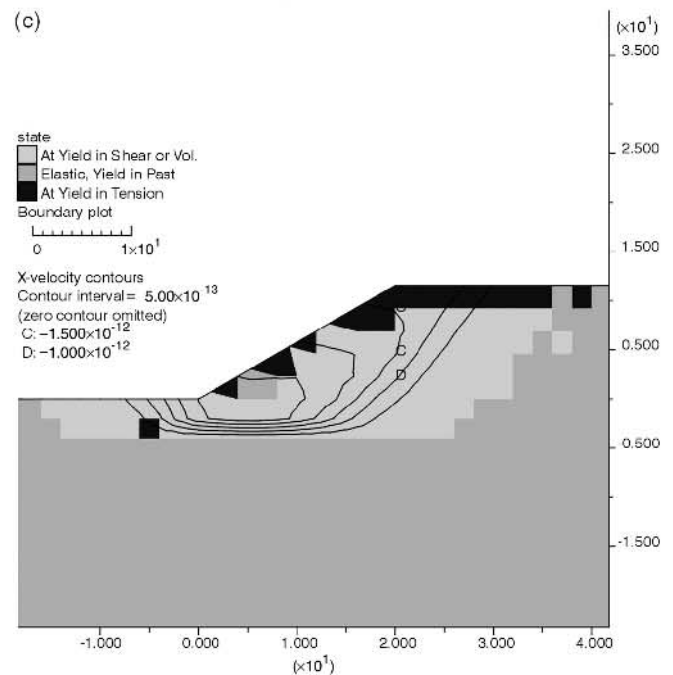 (c)
(×10¹)
3.500
2.500
1.500
0.500
-0.500
-1.500
state
At Yield in Shear or Vol.
Elastic, Yield in Past
At Yield in Tension
Boundary plot
0 1×10¹
X-velocity contours
Contour interval= 5.00×10⁻¹³
(zero contour omitted)
C: −1.500×10⁻¹²
D: −1.000×10⁻¹²
C
D
-1.000 0.000 1.000 2.000 3.000 4.000
(×10¹)